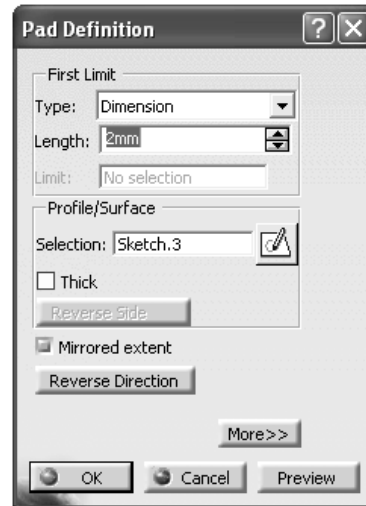 Pad Definition
First Limit
Type: Dimension
Length: 2mm
Limit: No selection
Profile/Surface
Selection: Sketch.3
Thick
Reverse Side
Mirrored extent
Reverse Direction
More>>
OK Cancel Preview